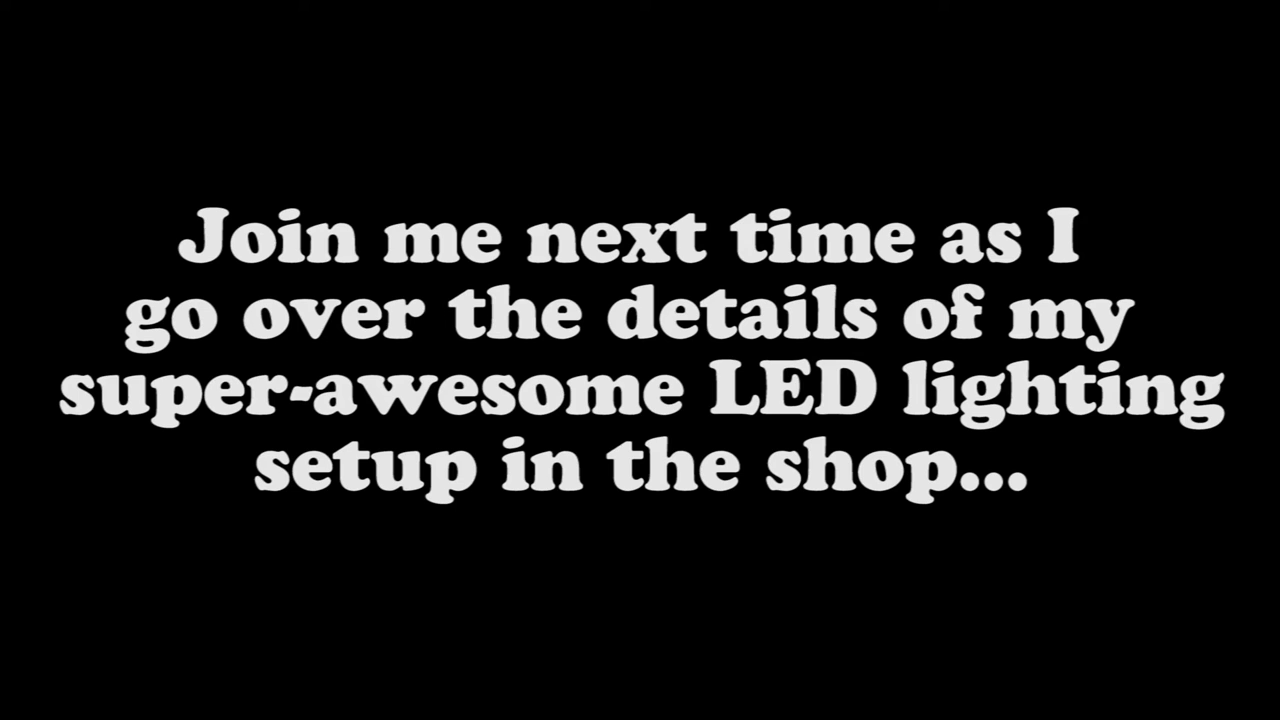 Join me next time as I
go over the details of my
super-awesome LED lighting
setup in the shop...